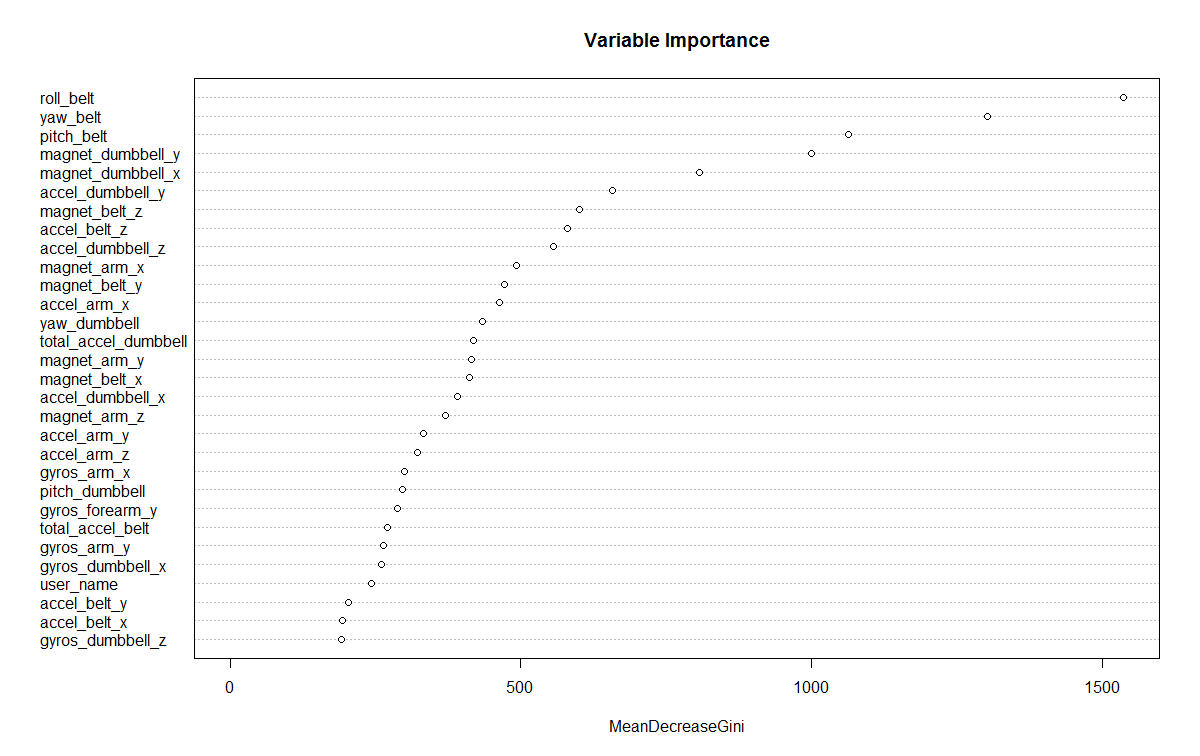 Variable Importance
roll_belt
yaw_belt
pitch_belt
magnet_dumbbell_y
magnet_dumbbell_x
accel_dumbbell_y
magnet_belt_z
accel_belt_z
accel_dumbbell_z
magnet_arm_x
magnet_belt_y
accel_arm_x
yaw_dumbbell
total_accel_dumbbell
magnet_arm_y
magnet_belt_x
accel_dumbbell_x
magnet_arm_z
accel_arm_y
accel_arm_z
gyros_arm_x
pitch_dumbbell
gyros_forearm_y
total_accel_belt
gyros_arm_y
gyros_dumbbell_x
user_name
accel_belt_y
accel_belt_x
gyros_dumbbell_z
0 500 1000 1500
MeanDecreaseGini